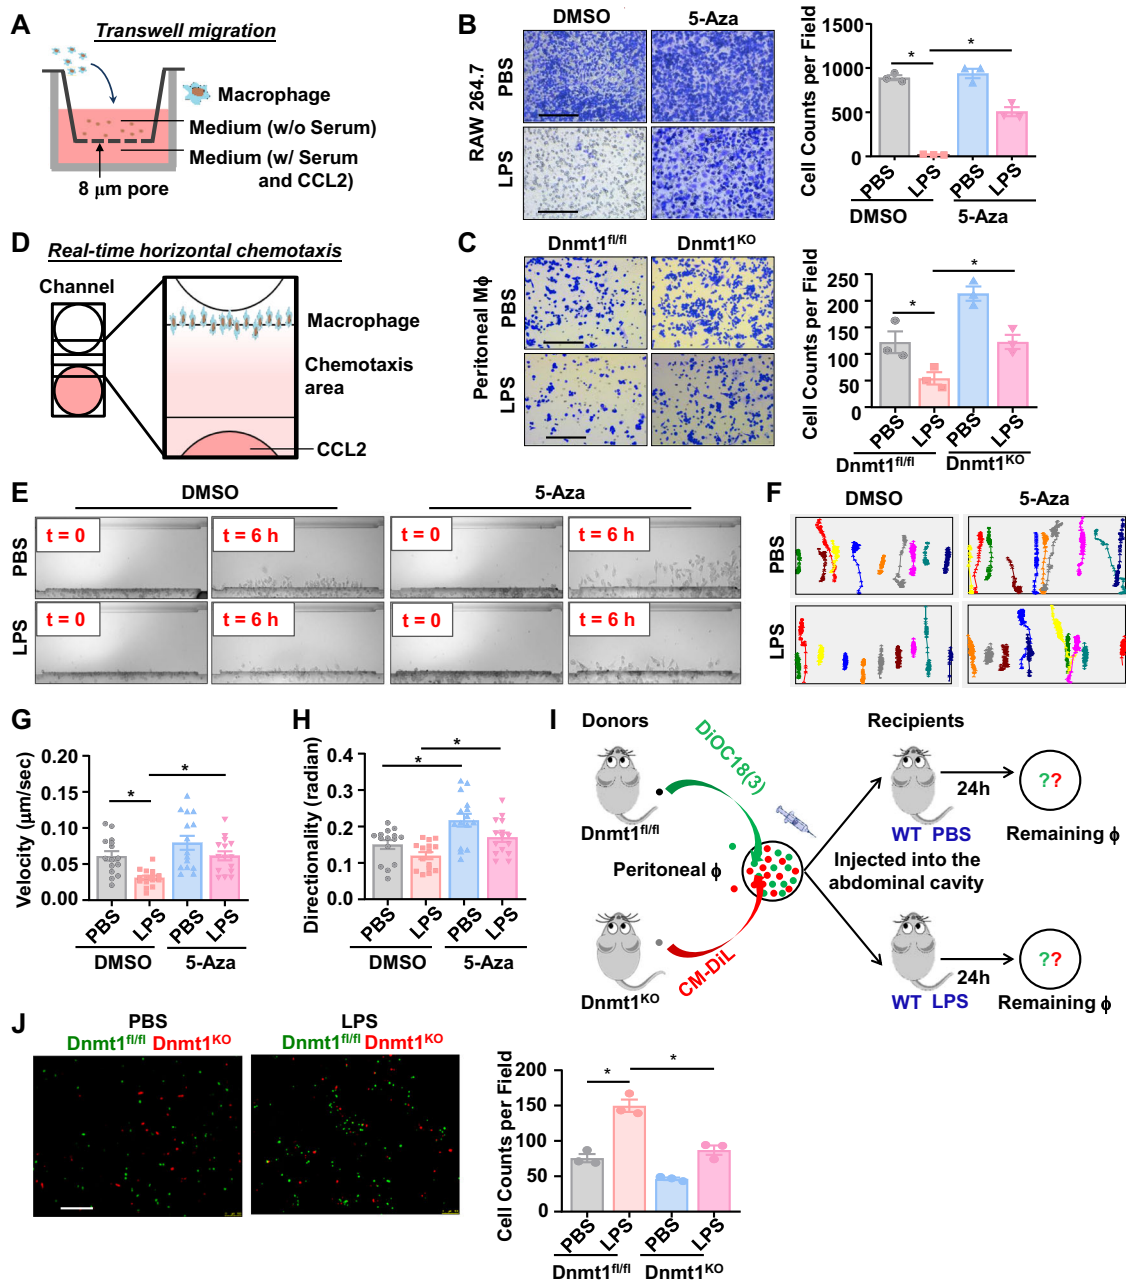 A
Transwell migration
Macrophage
Medium (w/o Serum)
Medium (w/ Serum
and CCL2)
8 μm pore
B
DMSO
5-Aza
RAW 264.7
PBS
LPS
Cell Counts per Field
1000
500
0
PBS
LPS
PBS
LPS
DMSO
5-Aza
*
*
C
Dnmt1fl/fl
Dnmt1KO
Peritoneal Mϕ
PBS
LPS
Cell Counts per Field
250
200
150
100
50
0
PBS
LPS
PBS
LPS
Dnmt1fl/fl
Dnmt1KO
*
*
D
Real-time horizontal chemotaxis
Channel
Macrophage
Chemotaxis
area
CCL2
E
DMSO
5-Aza
PBS
t = 0
t = 6 h
t = 0
t = 6 h
LPS
t = 0
t = 6 h
t = 0
t = 6 h
F
DMSO
5-Aza
PBS
LPS
G
Velocity (μm/sec)
0.20
0.15
0.10
0.05
0.00
PBS
LPS
PBS
LPS
DMSO
5-Aza
*
*
H
Directionality (radian)
0.4
0.3
0.2
0.1
0.0
PBS
LPS
PBS
LPS
DMSO
5-Aza
*
*
I
Donors
Recipients
DiOC18(3)
Dnmt1fl/fl
Peritoneal ϕ
CM-DiL
Dnmt1KO
24h
??
WT PBS
Remaining ϕ
Injected into the
abdominal cavity
24h
??
WT LPS
Remaining ϕ
J
PBS
LPS
Dnmt1fl/fl Dnmt1KO
Dnmt1fl/fl Dnmt1KO
Cell Counts per Field
200
150
100
50
0
PBS
LPS
PBS
LPS
Dnmt1fl/fl
Dnmt1KO
*
*